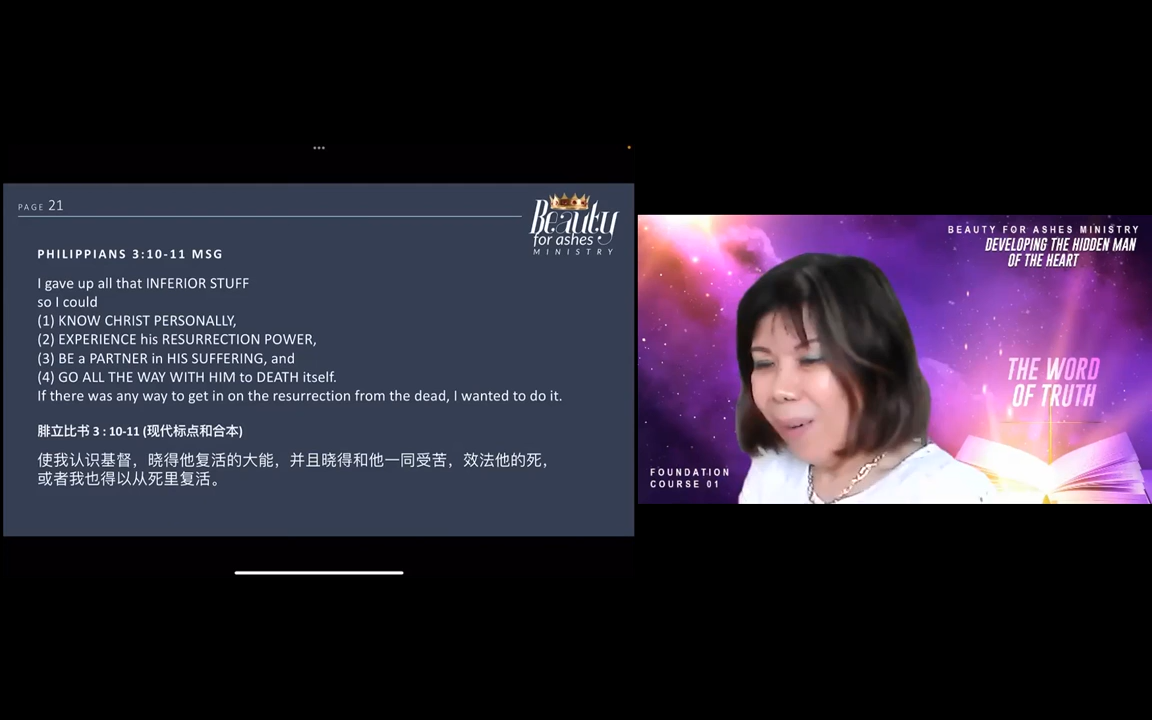 PAGE 21
Beauty
for ashes
MINISTRY
PHILIPPIANS 3:10-11 MSG
I gave up all that INFERIOR STUFF
so I could
(1) KNOW CHRIST PERSONALLY,
(2) EXPERIENCE his RESURRECTION POWER,
(3) BE a PARTNER in HIS SUFFERING, and
(4) GO ALL THE WAY WITH HIM to DEATH itself.
If there was any way to get in on the resurrection from the dead, I wanted to do it.
腓立比书 3 : 10-11 (现代标点和合本)
使我认识基督，晓得他复活的大能，并且晓得和他一同受苦，效法他的死，
或者我也得以从死里复活。
BEAUTY FOR ASHES MINISTRY
DEVELOPING THE HIDDEN MAN
OF THE HEART
THE WORD
OF TRUTH
FOUNDATION
COURSE 01